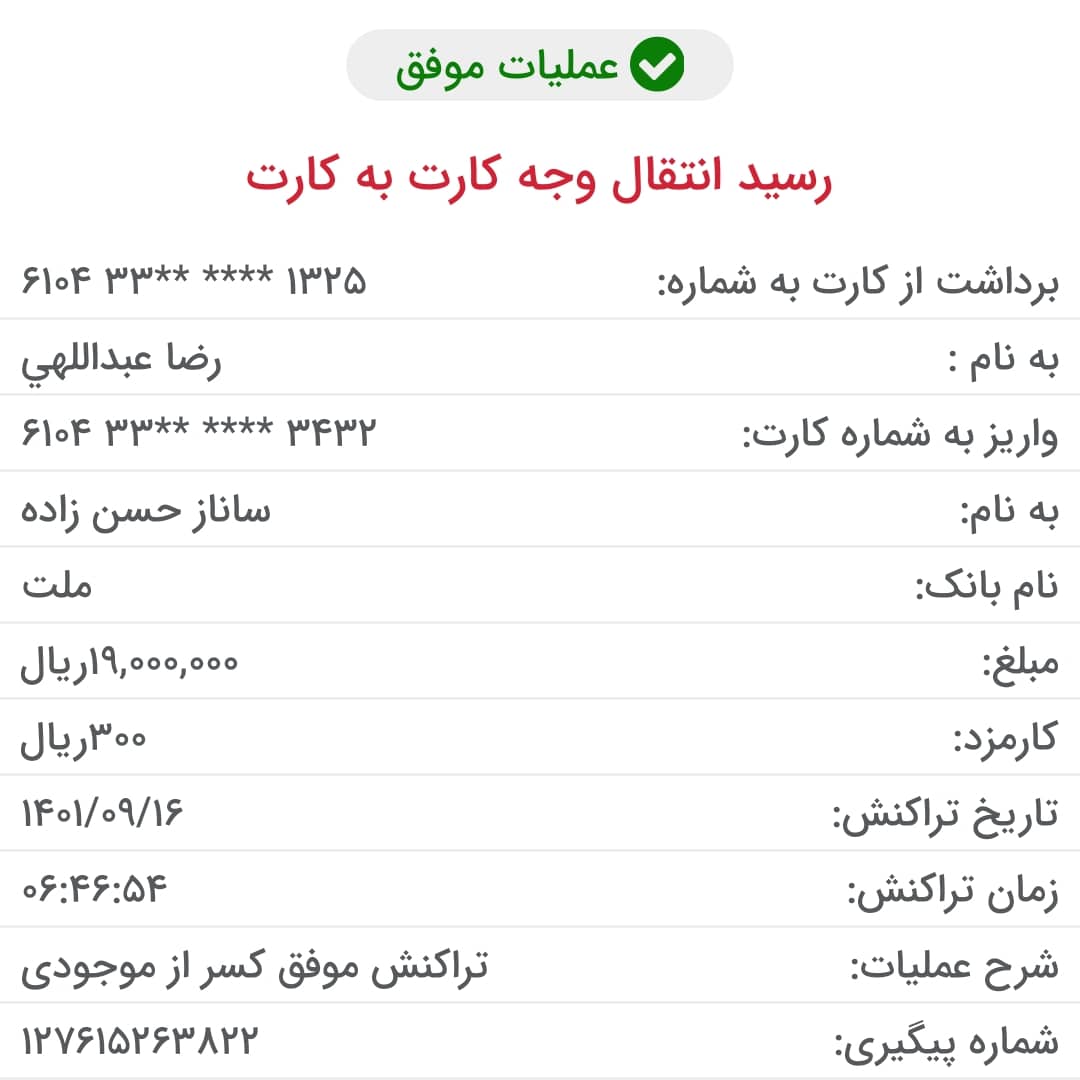 عملیات موفق
رسید انتقال وجه کارت به کارت
برداشت از کارت به شماره: ۶۱۰۴ ۳۳** **** ۱۳۲۵
به نام : رضا عبداللهي
واریز به شماره کارت: ۶۱۰۴ ۳۳** **** ۳۴۳۲
به نام: ساناز حسن زاده
نام بانک: ملت
مبلغ: ۱۹,۰۰۰,۰۰۰ریال
کارمزد: ۳۰۰ریال
تاریخ تراکنش: ۱۴۰۱/۰۹/۱۶
زمان تراکنش: ۰۶:۴۶:۵۴
شرح عملیات: تراکنش موفق کسر از موجودی
شماره پیگیری: ۱۲۷۶۱۵۲۶۳۸۲۲